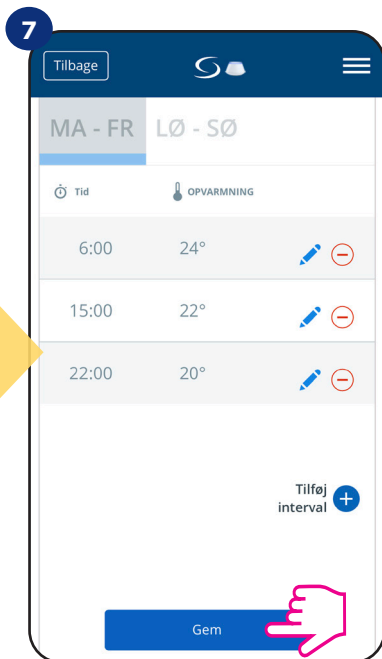 7
Tilbage
MA - FR LØ - SØ
Tid OPVARMNING
6:00 24°
15:00 22°
22:00 20°
Tilføj
interval
Gem